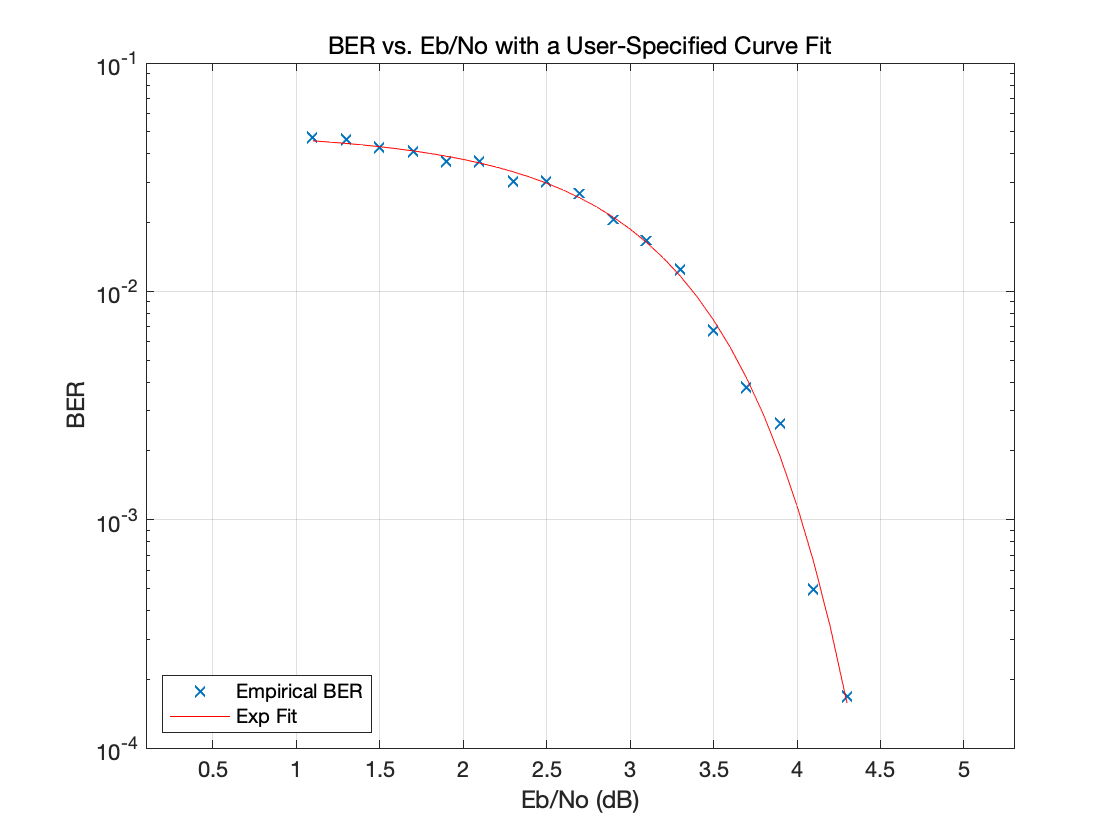 BER vs. Eb/No with a User-Specified Curve Fit
10-1
10-2
10-3
10-4
BER
0.5 1 1.5 2 2.5 3 3.5 4 4.5 5
Eb/No (dB)
Empirical BER
Exp Fit